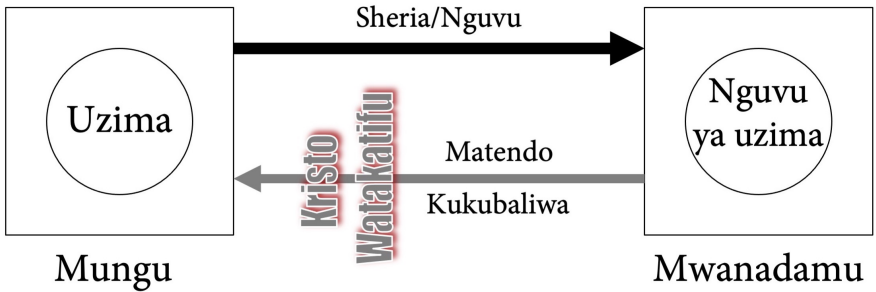 Sheria/Nguvu
Uzima
Nguvu
ya uzima
Kristo
Watakatifu
Matendo
Kukubaliwa
Mungu
Mwanadamu